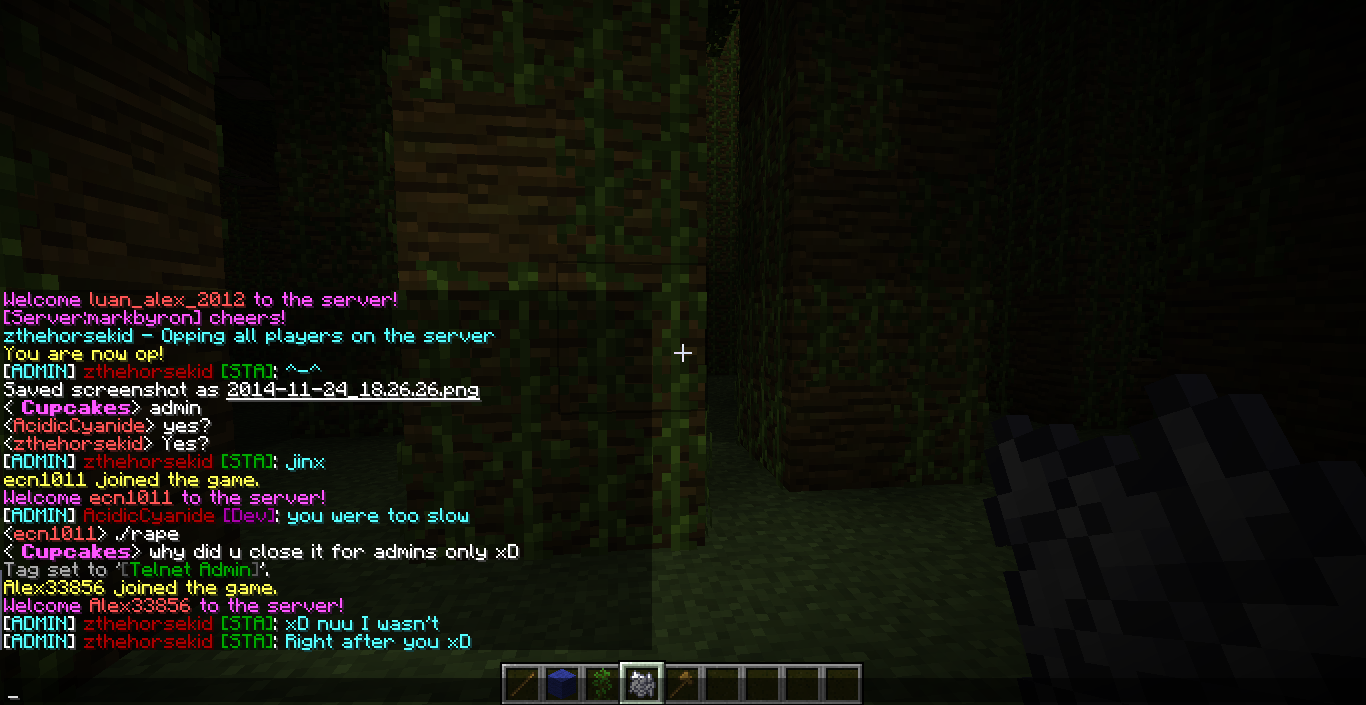 Welcome luan_alex_2012 to the server!
[Server:markbyron] cheers!
zthehorsekid - Opping all players on the server
You are now op!
[ADMIN] zthehorsekid [STA]: ^-^
Saved screenshot as 2014-11-24_18.26.26.png
< Cupcakes> admin
<AcidicCyanide> yes?
<zthehorsekid> Yes?
[ADMIN] zthehorsekid [STA]: jinx
ecn1011 joined the game.
Welcome ecn1011 to the server!
[ADMIN] AcidicCyanide [Dev]: you were too slow
<ecn1011> ./rape
< Cupcakes> why did u close it for admins only xD
Tag set to '[Telnet Admin]'.
Alex33856 joined the game.
Welcome Alex33856 to the server!
[ADMIN] zthehorsekid [STA]: xD nuu I wasn't
[ADMIN] zthehorsekid [STA]: Right after you xD
_